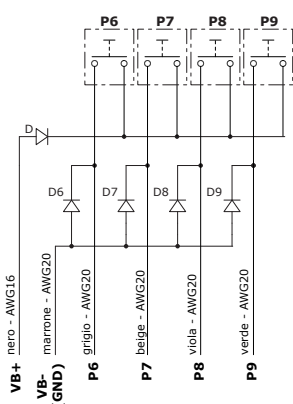 P6 P7 P8 P9
D
D6 D7 D8 D9
VB+ nero - AWG16
VB- marrone - AWG20
(GND)
P6 grigio - AWG20
P7 beige - AWG20
P8 viola - AWG20
P9 verde - AWG20